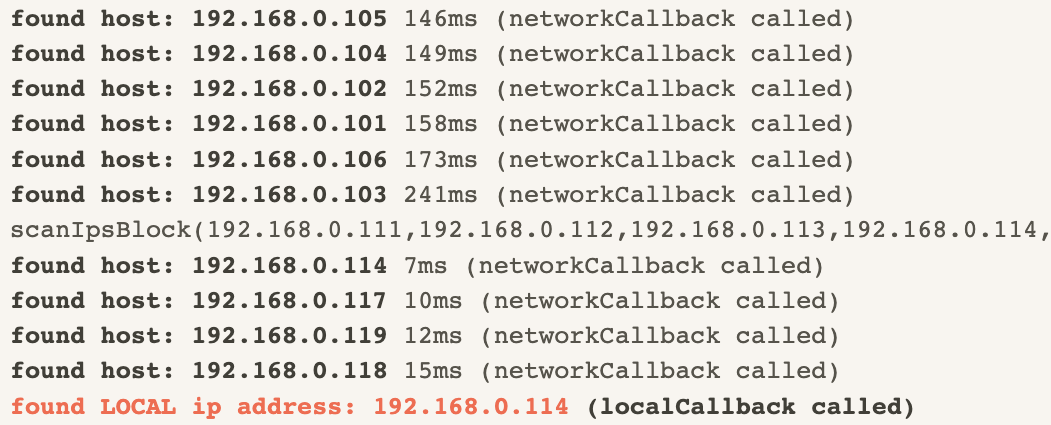 found host: 192.168.0.105 146ms (networkCallback called)
found host: 192.168.0.104 149ms (networkCallback called)
found host: 192.168.0.102 152ms (networkCallback called)
found host: 192.168.0.101 158ms (networkCallback called)
found host: 192.168.0.106 173ms (networkCallback called)
found host: 192.168.0.103 241ms (networkCallback called)
scanIpsBlock(192.168.0.111,192.168.0.112,192.168.0.113,192.168.0.114,
found host: 192.168.0.114 7ms (networkCallback called)
found host: 192.168.0.117 10ms (networkCallback called)
found host: 192.168.0.119 12ms (networkCallback called)
found host: 192.168.0.118 15ms (networkCallback called)
found LOCAL ip address: 192.168.0.114 (localCallback called)